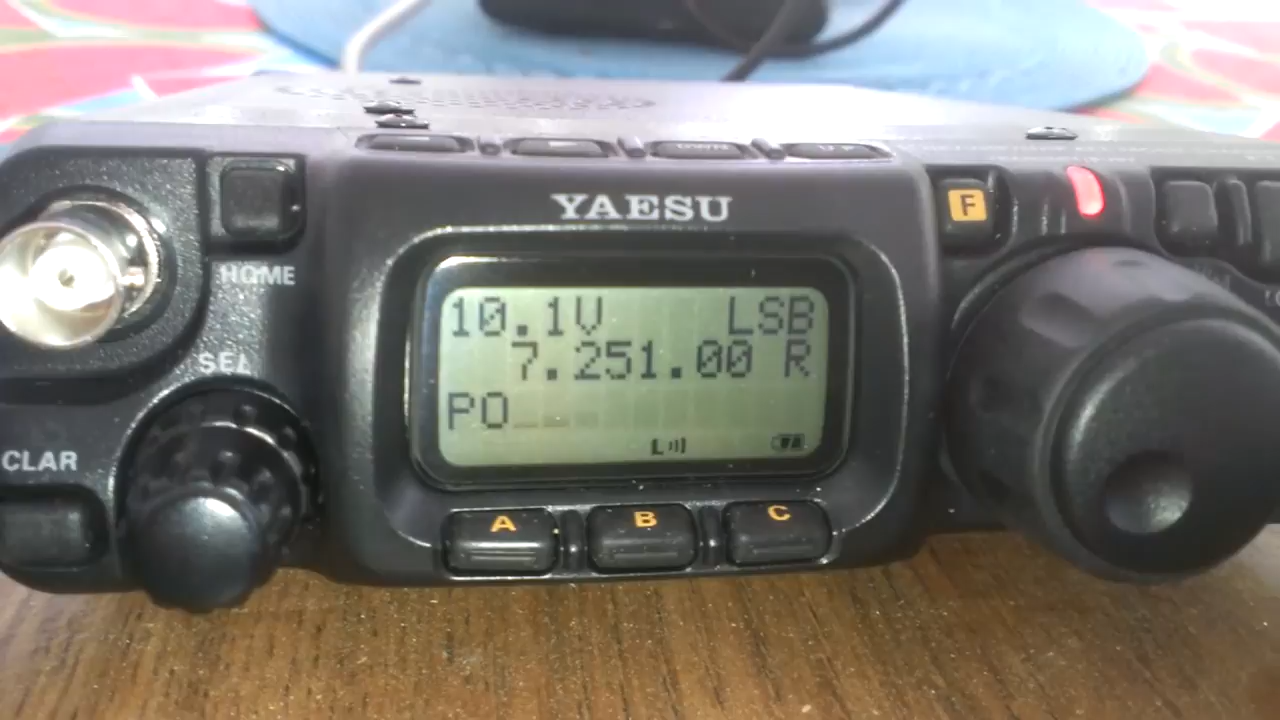 YAESU
F
HOME
10.1V LSB
7.251.00 R
SEL
PO
CLAR
A
B
C